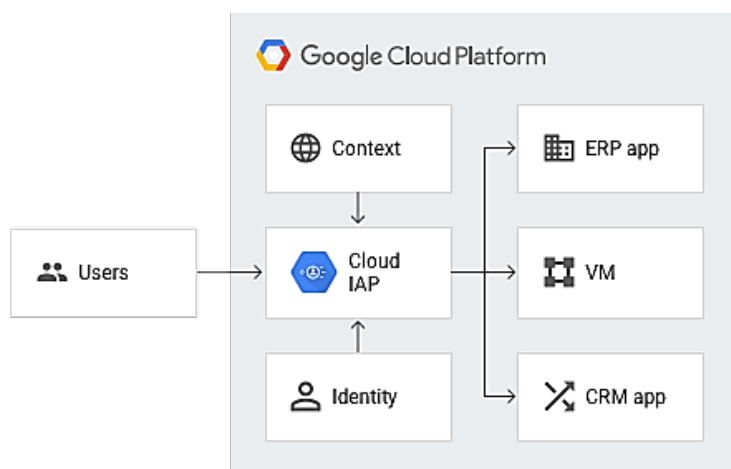 Google Cloud Platform
Context
ERP app
Users
Cloud
IAP
VM
Identity
CRM app